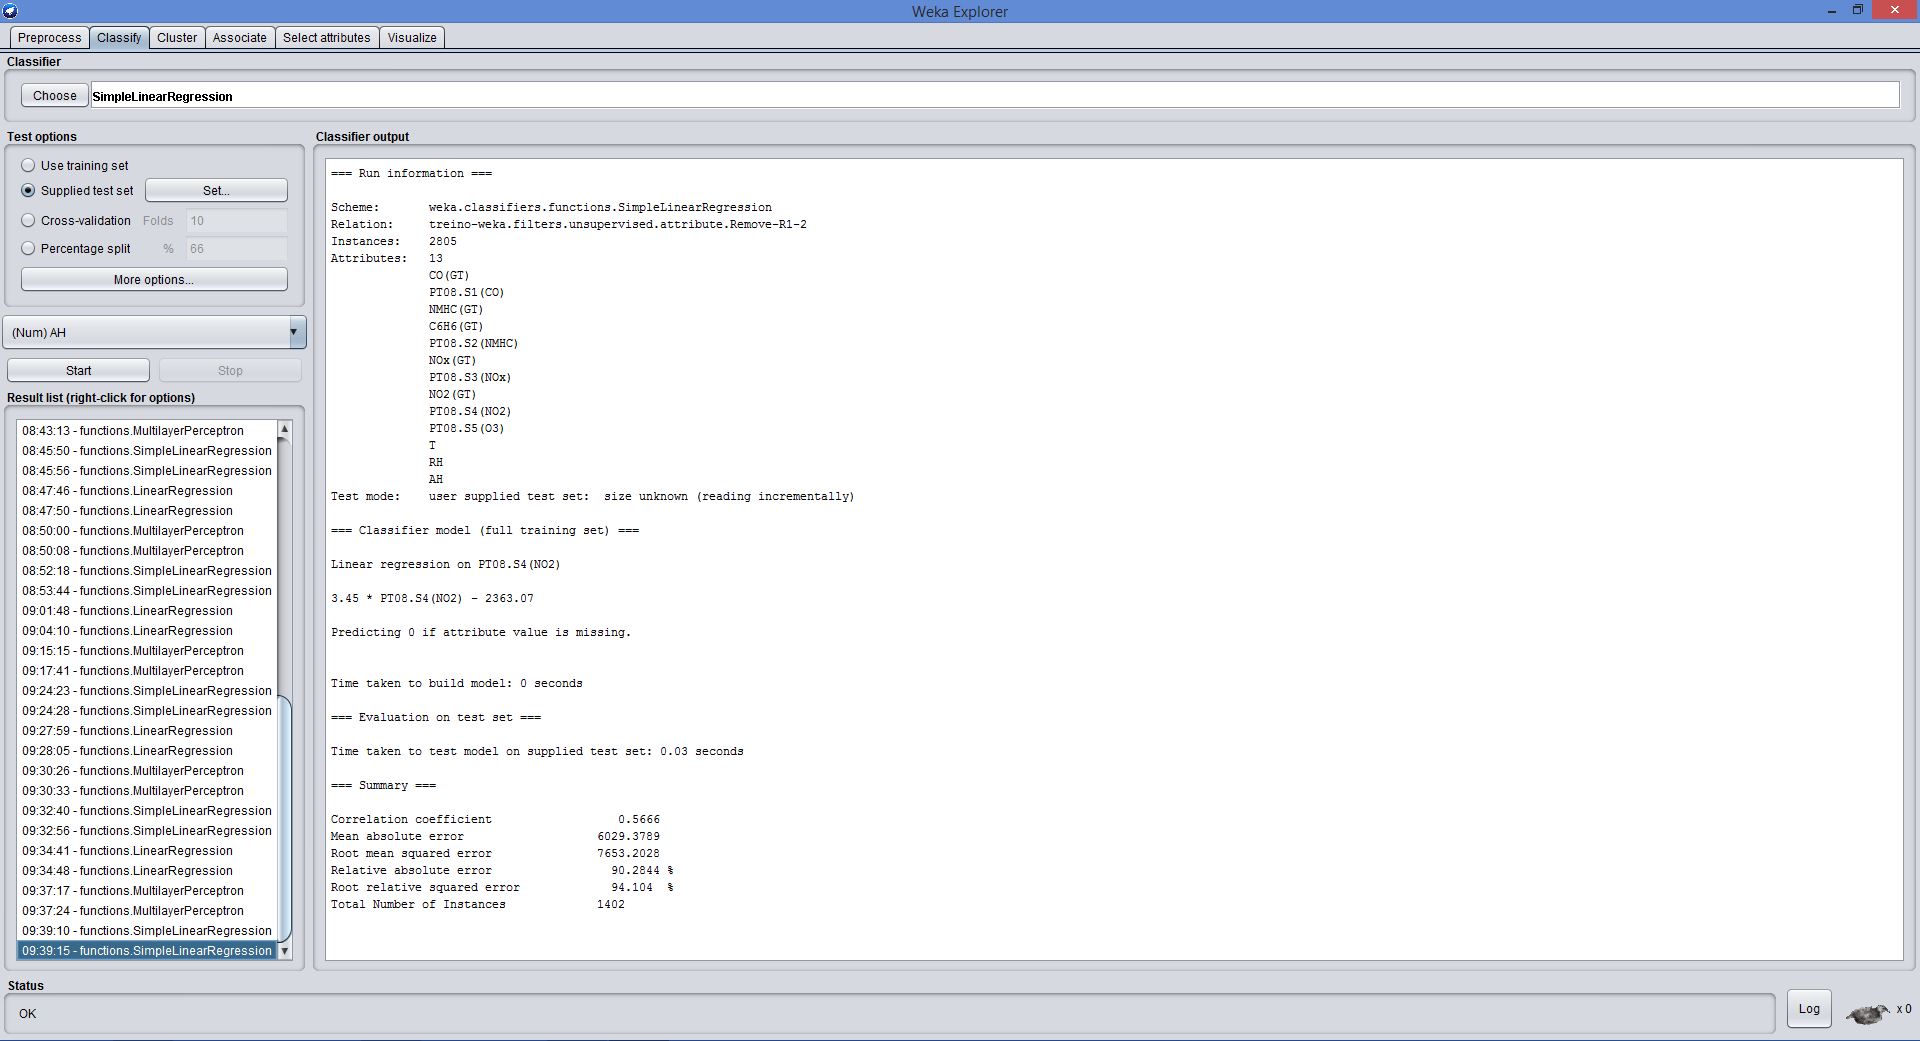 Weka Explorer
Preprocess Classify Cluster Associate Select attributes Visualize
Classifier
Choose SimpleLinearRegression
Test options
Use training set
Supplied test set Set...
Cross-validation Folds 10
Percentage split % 66
More options...
(Num) AH
Start Stop
Result list (right-click for options)
08:43:13 - functions.MultilayerPerceptron
08:45:50 - functions.SimpleLinearRegression
08:45:56 - functions.SimpleLinearRegression
08:47:46 - functions.LinearRegression
08:47:50 - functions.LinearRegression
08:50:00 - functions.MultilayerPerceptron
08:50:08 - functions.MultilayerPerceptron
08:52:18 - functions.SimpleLinearRegression
08:53:44 - functions.SimpleLinearRegression
09:01:48 - functions.LinearRegression
09:04:10 - functions.LinearRegression
09:15:15 - functions.MultilayerPerceptron
09:17:41 - functions.MultilayerPerceptron
09:24:23 - functions.SimpleLinearRegression
09:24:28 - functions.SimpleLinearRegression
09:27:59 - functions.LinearRegression
09:28:05 - functions.LinearRegression
09:30:26 - functions.MultilayerPerceptron
09:30:33 - functions.MultilayerPerceptron
09:32:40 - functions.SimpleLinearRegression
09:32:56 - functions.SimpleLinearRegression
09:34:41 - functions.LinearRegression
09:34:48 - functions.LinearRegression
09:37:17 - functions.MultilayerPerceptron
09:37:24 - functions.MultilayerPerceptron
09:39:10 - functions.SimpleLinearRegression
09:39:15 - functions.SimpleLinearRegression
Classifier output
=== Run information ===
Scheme: weka.classifiers.functions.SimpleLinearRegression
Relation: treino-weka.filters.unsupervised.attribute.Remove-R1-2
Instances: 2805
Attributes: 13
CO(GT)
PT08.S1(CO)
NMHC(GT)
C6H6(GT)
PT08.S2(NMHC)
NOx(GT)
PT08.S3(NOx)
NO2(GT)
PT08.S4(NO2)
PT08.S5(O3)
T
RH
AH
Test mode: user supplied test set: size unknown (reading incrementally)
=== Classifier model (full training set) ===
Linear regression on PT08.S4(NO2)
3.45 * PT08.S4(NO2) - 2363.07
Predicting 0 if attribute value is missing.
Time taken to build model: 0 seconds
=== Evaluation on test set ===
Time taken to test model on supplied test set: 0.03 seconds
=== Summary ===
Correlation coefficient 0.5666
Mean absolute error 6029.3789
Root mean squared error 7653.2028
Relative absolute error 90.2844 %
Root relative squared error 94.104 %
Total Number of Instances 1402
Status
OK
Log x 0